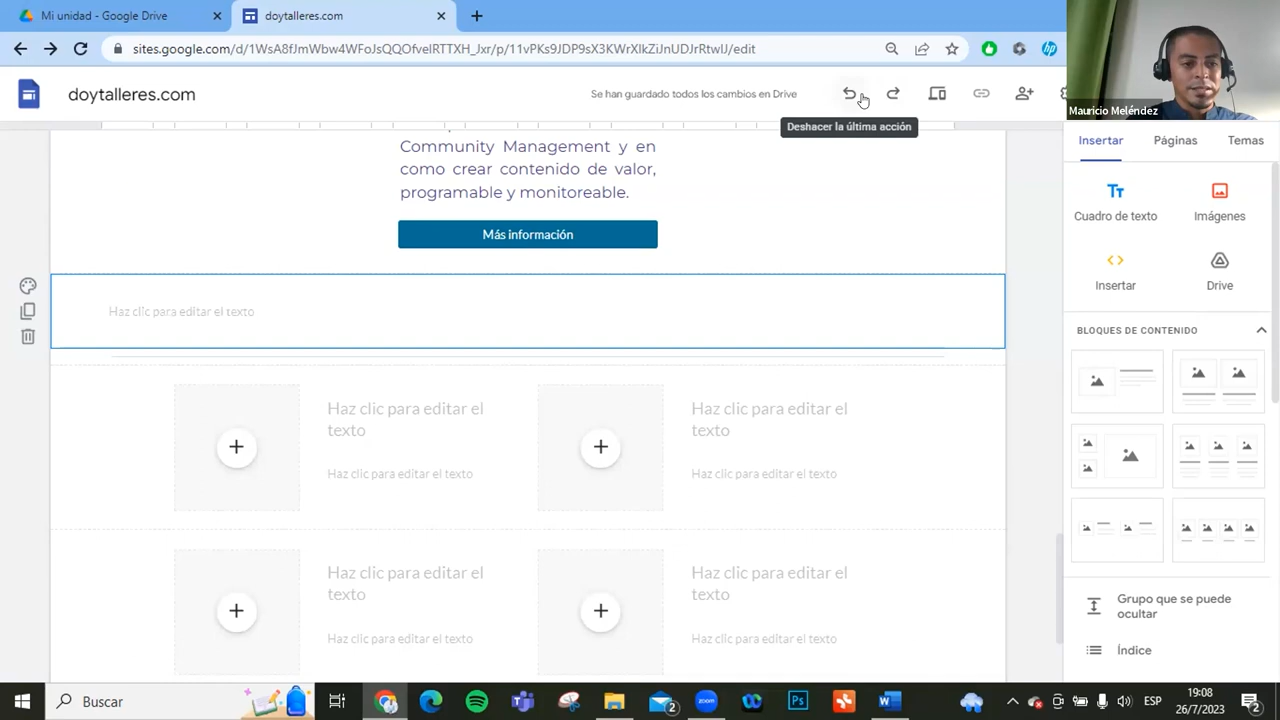 Mi unidad - Google Drive
doytalleres.com
sites.google.com/d/1WsA8fJmWbw4WFoJsQQOfvelRTTXH_Jxr/p/11vPKs9JDP9sX3KWrXlkZiJnUDJrRtwlJ/edit
doytalleres.com
Se han guardado todos los cambios en Drive
Deshacer la última acción
Mauricio Meléndez
Community Management y en
como crear contenido de valor,
programable y monitoreable.
Más información
Haz clic para editar el texto
Haz clic para editar el
texto
Haz clic para editar el texto
Haz clic para editar el
texto
Haz clic para editar el texto
Haz clic para editar el
texto
Haz clic para editar el texto
Haz clic para editar el
texto
Haz clic para editar el texto
Insertar
Páginas
Temas
Tт
Cuadro de texto
Imágenes
Insertar
Drive
BLOQUES DE CONTENIDO
Grupo que se puede
ocultar
Índice
Buscar
zoom
Ps
2
ESP
19:08
26/7/2023
2